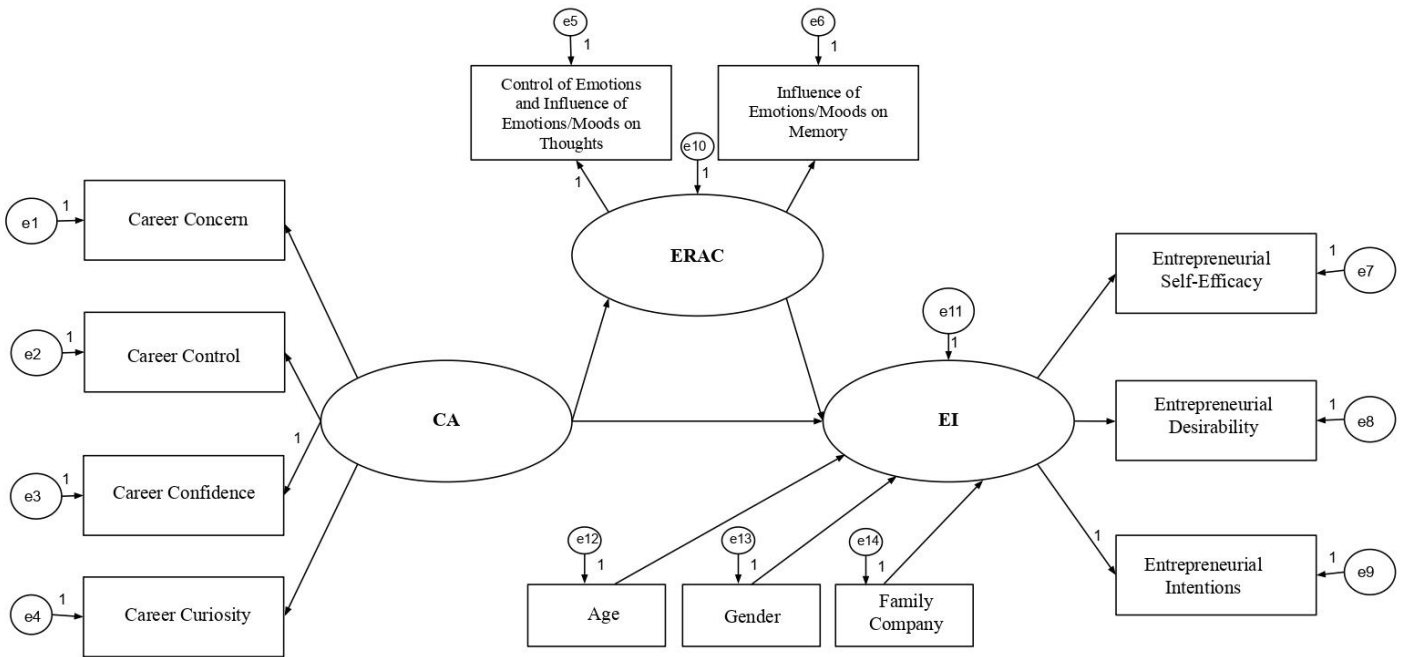 e5
1
e6
1
Control of Emotions
and Influence of
Emotions/Moods on
Thoughts
Influence of
Emotions/Moods on
Memory
e10
1
1
ERAC
e1
1
Career Concern
e2
1
Career Control
e3
1
Career Confidence
1
e4
1
Career Curiosity
CA
e11
1
EI
Entrepreneurial
Self-Efficacy
1
e7
Entrepreneurial
Desirability
1
e8
1
Entrepreneurial
Intentions
1
e9
e12
1
Age
e13
1
Gender
e14
1
Family
Company